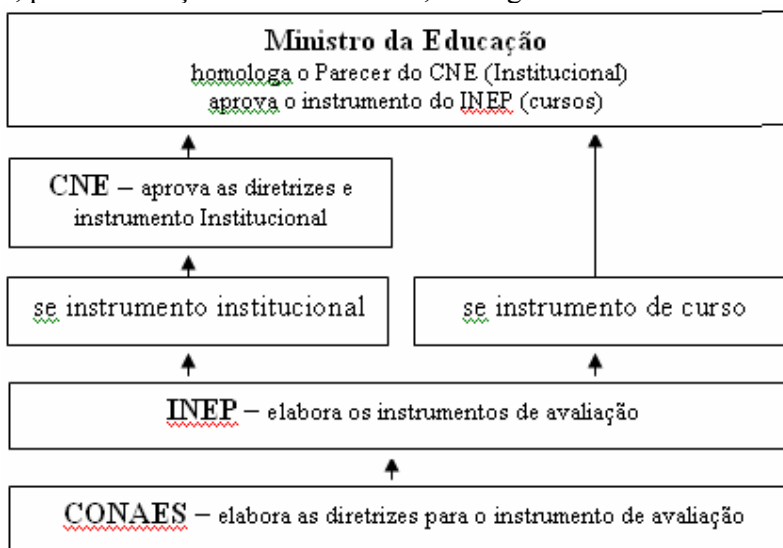 Ministro da Educação
homologa o Parecer do CNE (Institucional)
aprova o instrumento do INEP (cursos)
CNE – aprova as diretrizes e
instrumento Institucional
se instrumento institucional
se instrumento de curso
INEP – elabora os instrumentos de avaliação
CONAES – elabora as diretrizes para o instrumento de avaliação